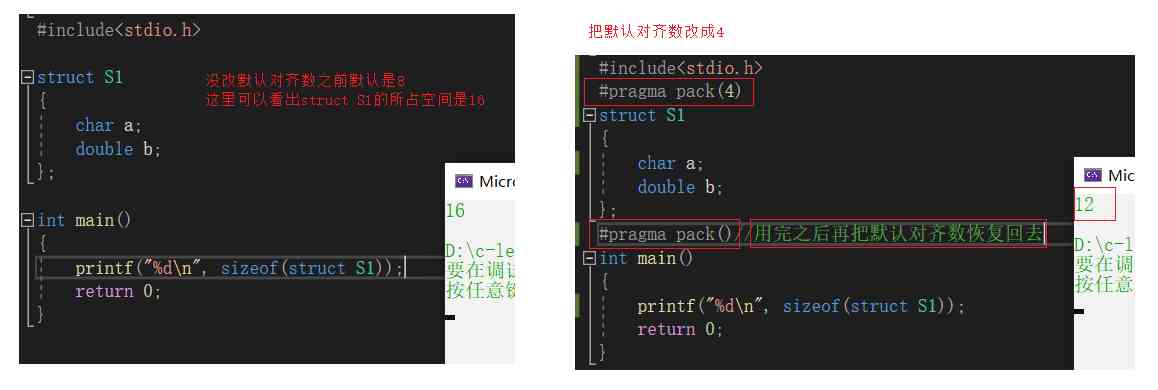 #include<stdio.h>
struct S1
没改默认对齐数之前默认是8
这里可以看出struct S1的所占空间是16
{
char a;
double b;
};
int main()
{
printf("%d\n", sizeof(struct S1));
return 0;
}
Micro
16
D:\c-le
要在调试
按任意键
把默认对齐数改成4
#include<stdio.h>
#pragma pack(4)
struct S1
{
char a;
double b;
};
#pragma pack()//用完之后再把默认对齐数恢复回去
int main()
{
printf("%d\n", sizeof(struct S1));
return 0;
}
Micr
12
D:\c-l
要在调
按任意